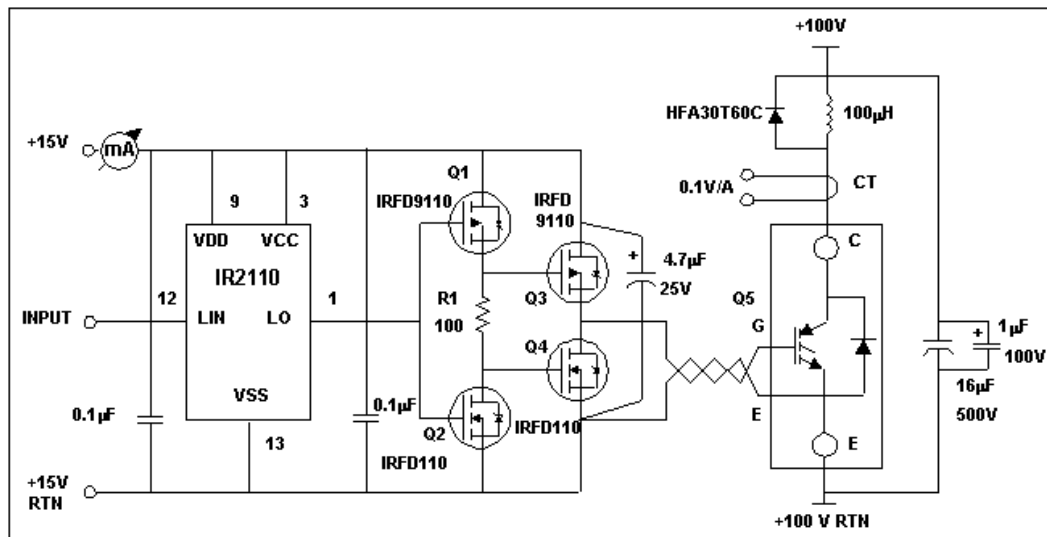 +100V
HFA30T60C
100µH
+15V
mA
Q1
IRFD9110
IRFD
9110
0.1V/A
CT
9
3
VDD
VCC
C
IR2110
4.7µF
25V
+
12
1
R1
100
Q3
Q5
INPUT
LIN
LO
G
+
1µF
100V
Q4
VSS
16µF
500V
0.1µF
0.1µF
13
Q2
IRFD110
E
E
IRFD110
+15V
RTN
+100 V RTN